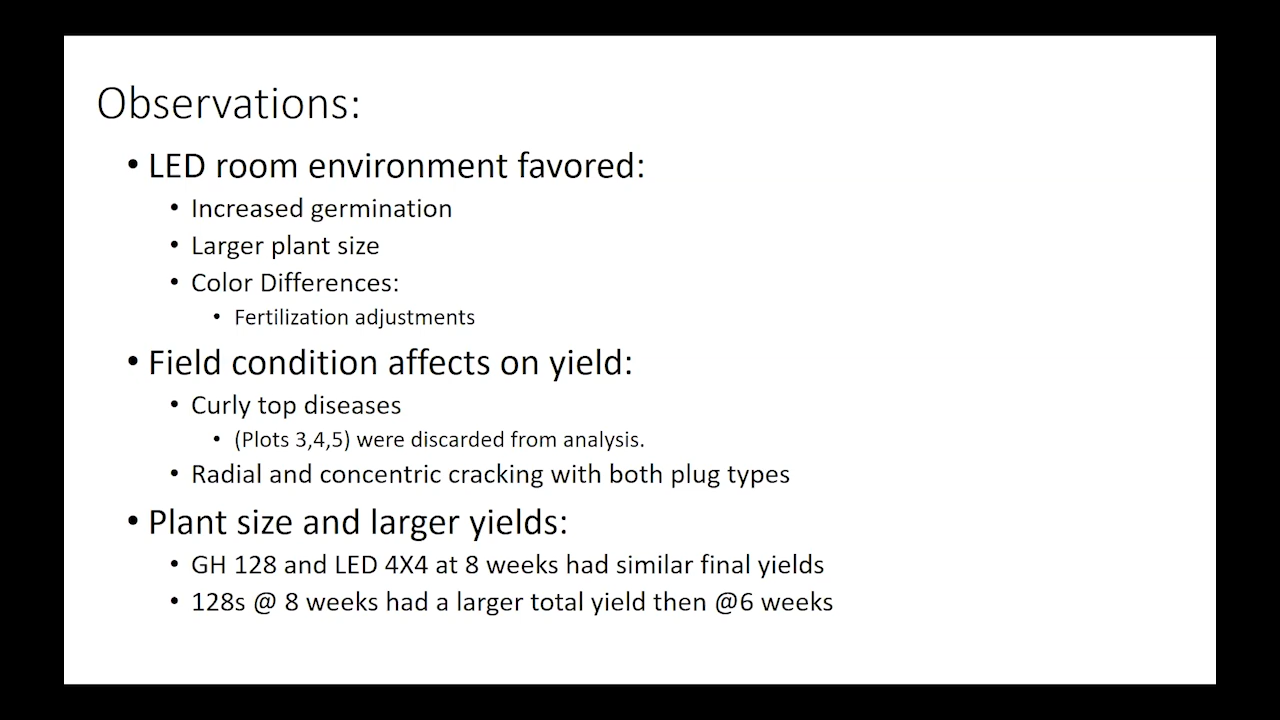 Observations:
• LED room environment favored:
• Increased germination
• Larger plant size
• Color Differences:
• Fertilization adjustments
• Field condition affects on yield:
• Curly top diseases
• (Plots 3,4,5) were discarded from analysis.
• Radial and concentric cracking with both plug types
• Plant size and larger yields:
• GH 128 and LED 4X4 at 8 weeks had similar final yields
• 128s @ 8 weeks had a larger total yield then @6 weeks